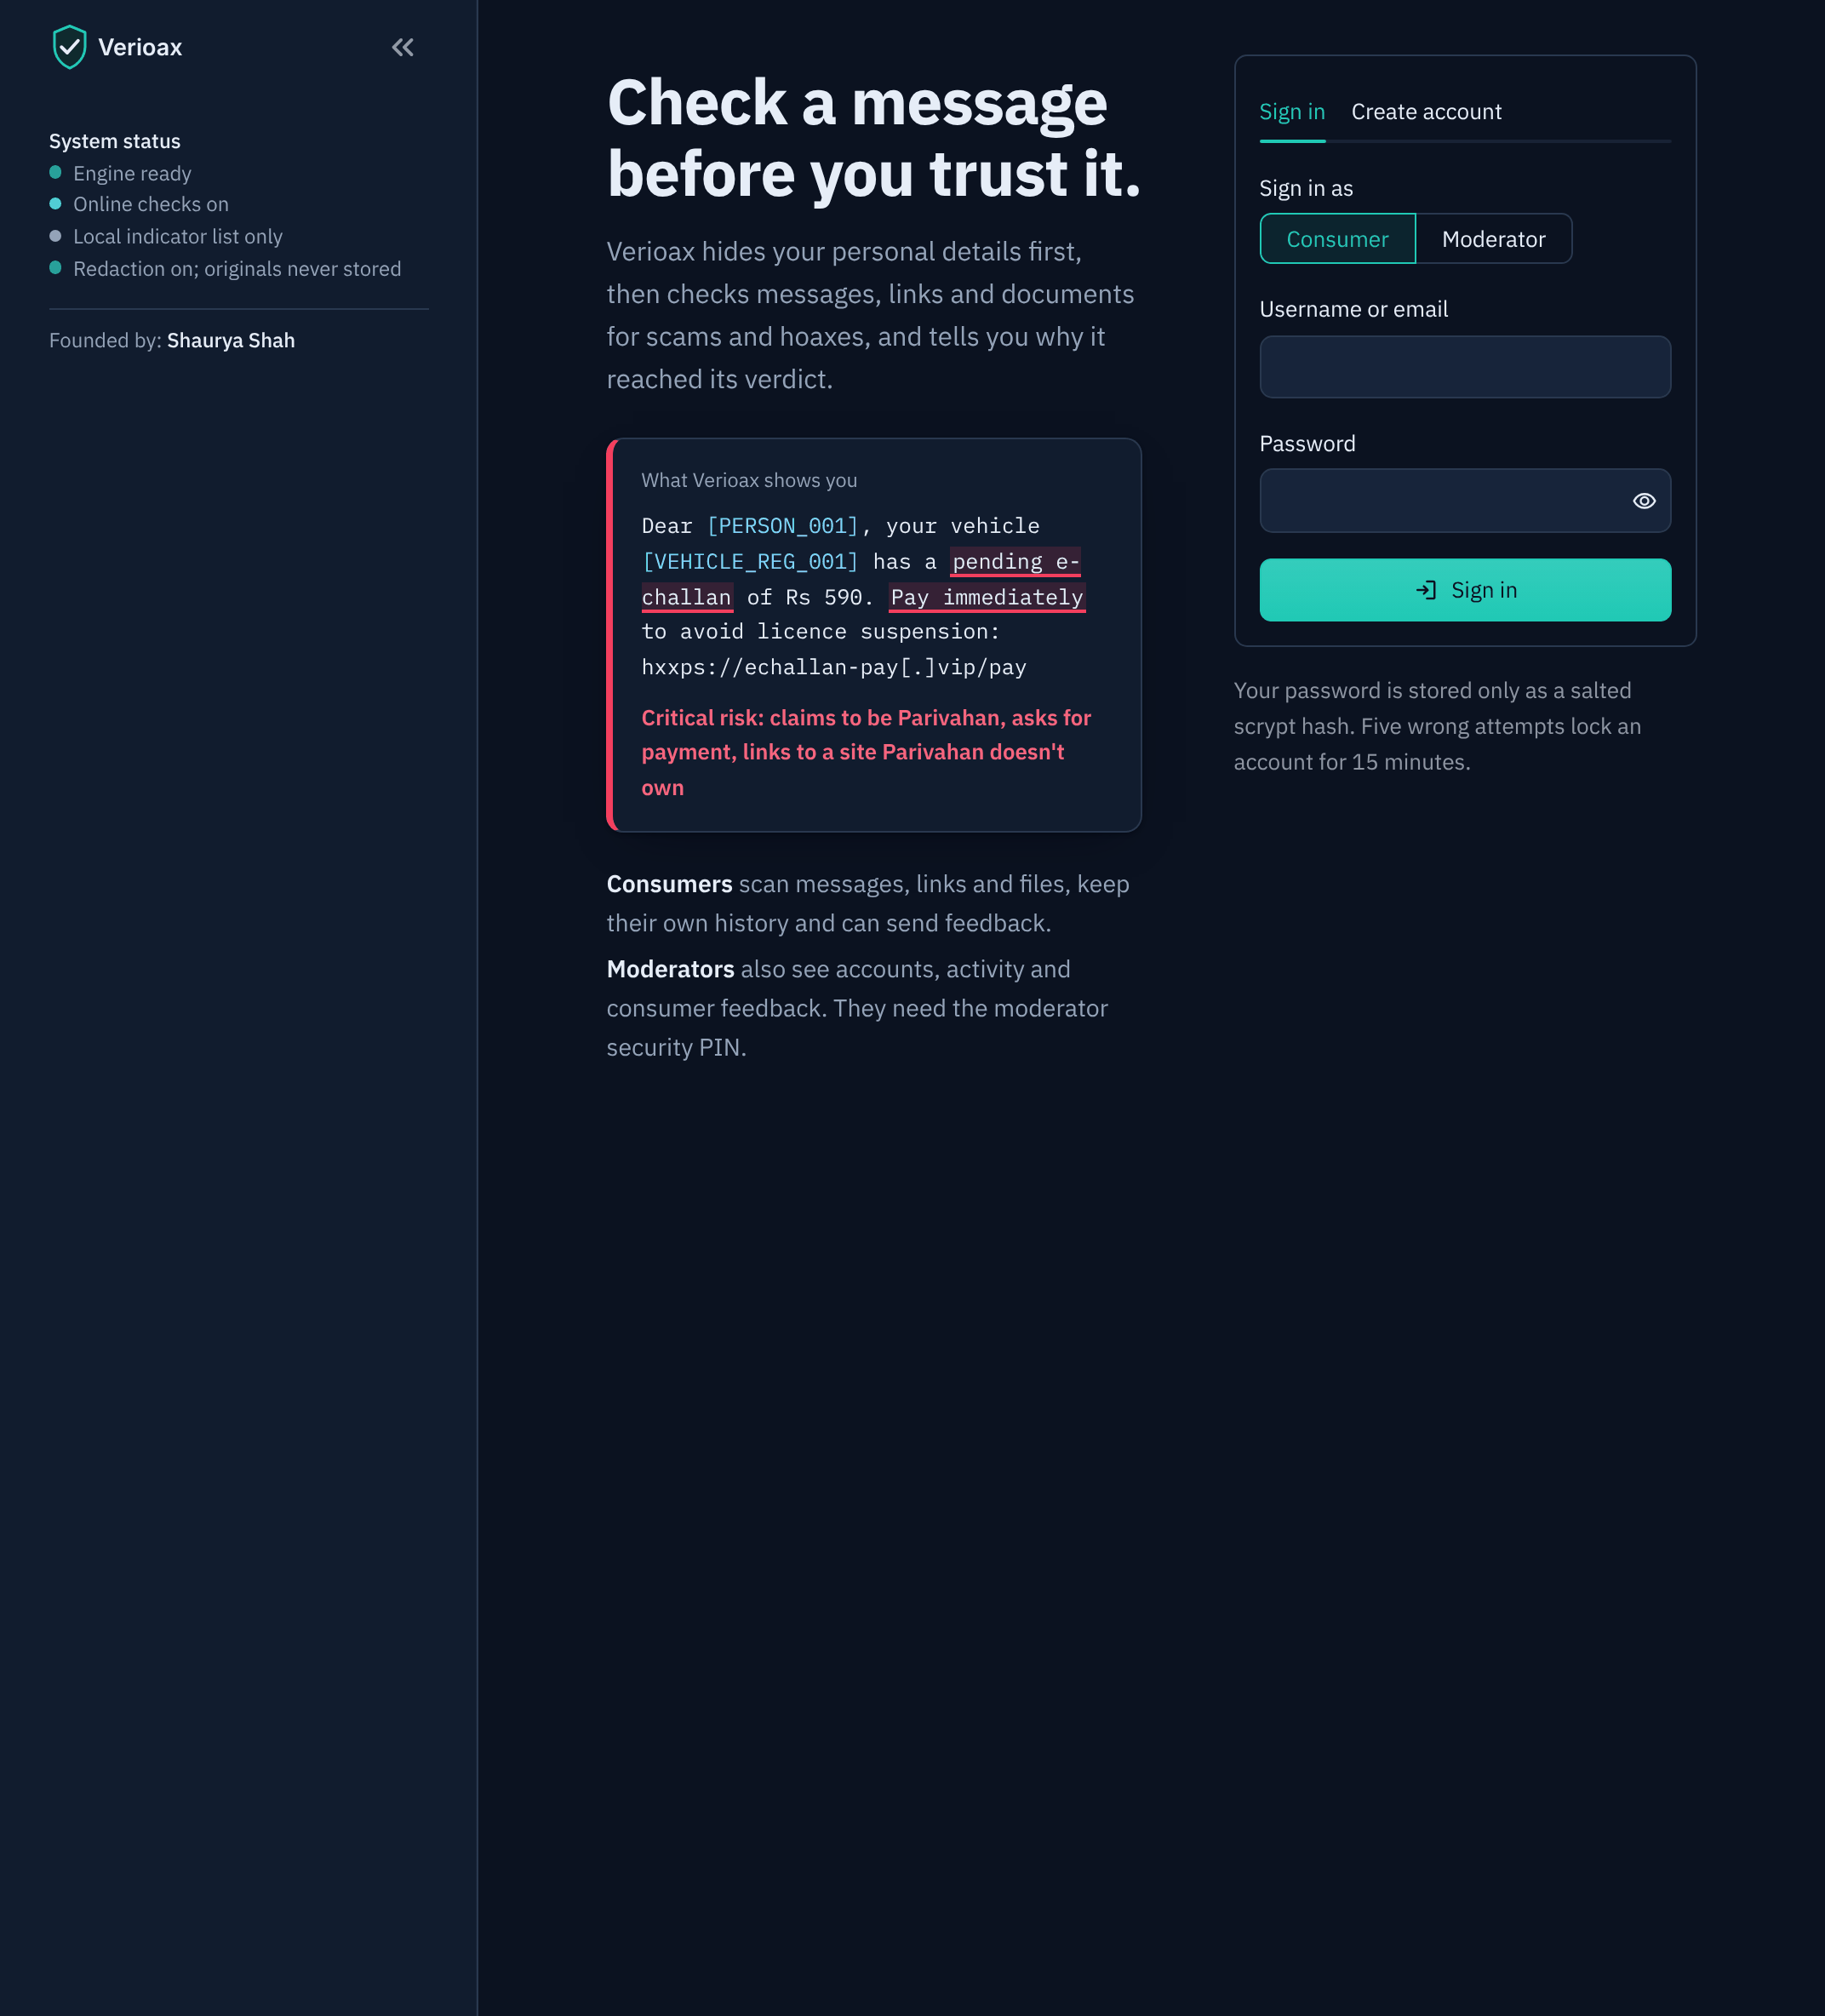 Verioax
System status
Engine ready
Online checks on
Local indicator list only
Redaction on; originals never stored
Founded by: Shaurya Shah
Check a message
before you trust it.
Verioax hides your personal details first,
then checks messages, links and documents
for scams and hoaxes, and tells you why it
reached its verdict.
What Verioax shows you
Dear [PERSON_001], your vehicle
[VEHICLE_REG_001] has a pending e-
challan of Rs 590. Pay immediately
to avoid licence suspension:
hxxps://echallan-pay[.]vip/pay
Critical risk: claims to be Parivahan, asks for
payment, links to a site Parivahan doesn't
own
Consumers scan messages, links and files, keep
their own history and can send feedback.
Moderators also see accounts, activity and
consumer feedback. They need the moderator
security PIN.
Sign in Create account
Sign in as
Consumer Moderator
Username or email
Password
Sign in
Your password is stored only as a salted
scrypt hash. Five wrong attempts lock an
account for 15 minutes.